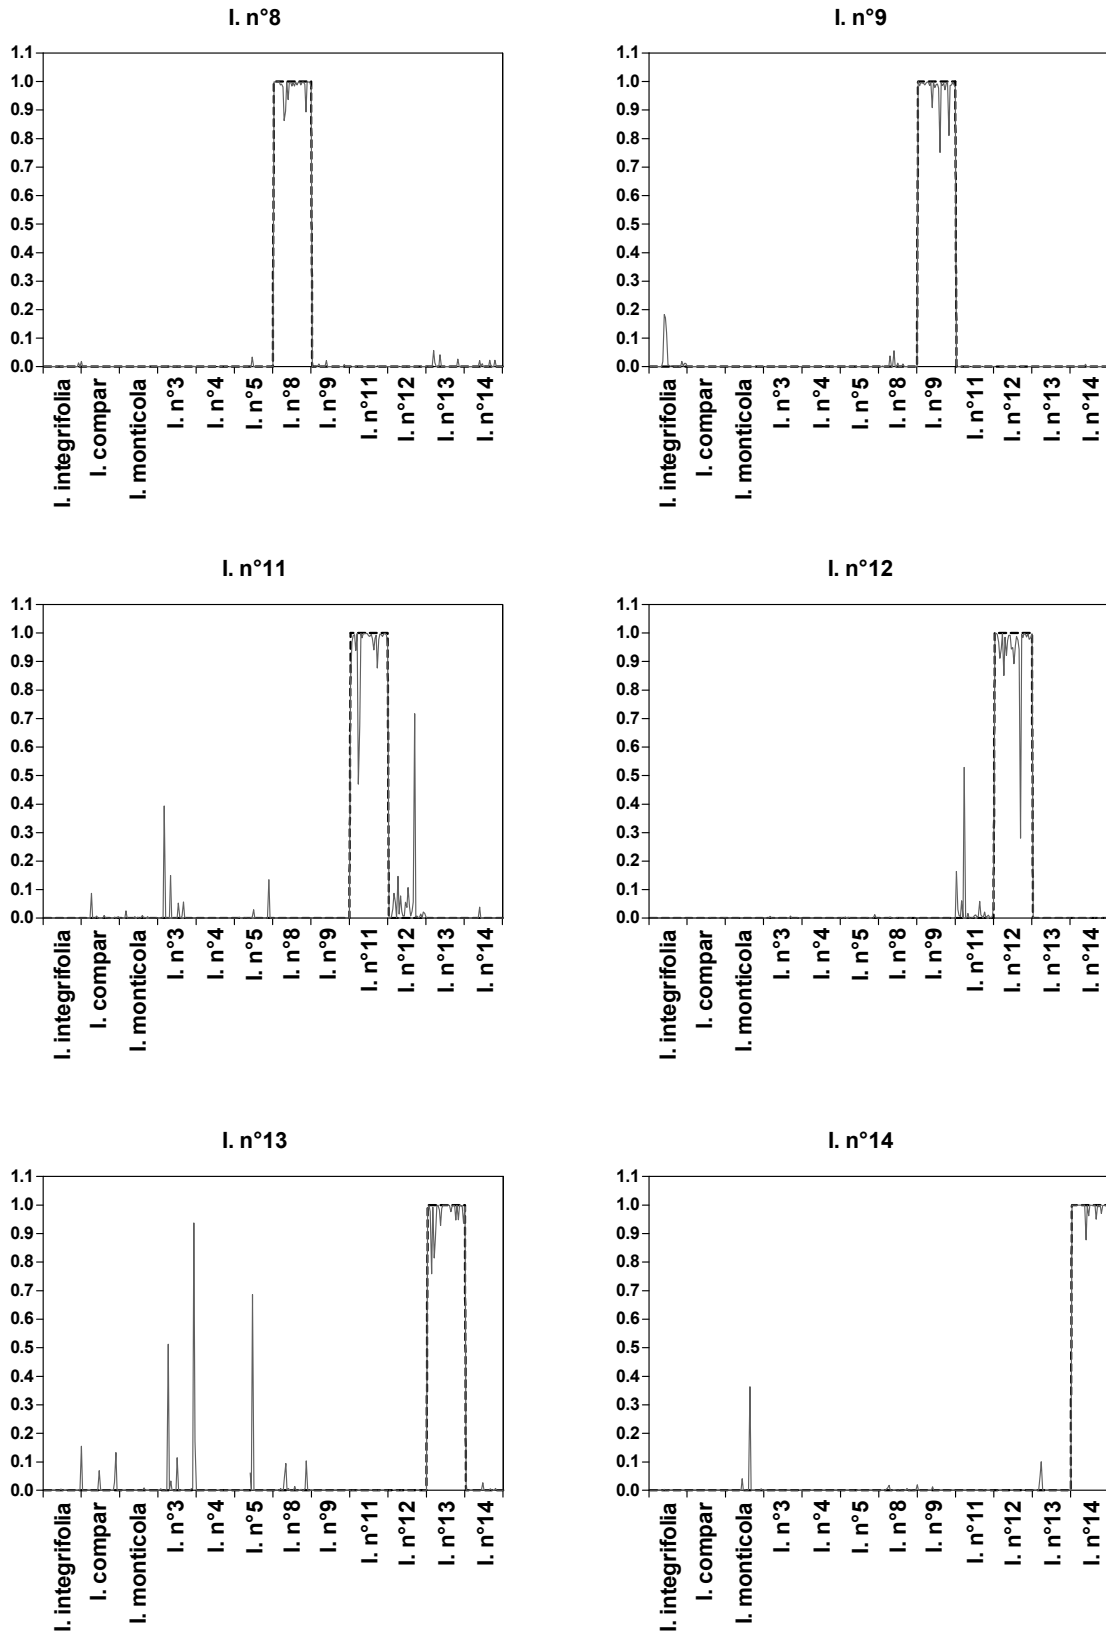 I. n°8
1.1
1.0
0.9
0.8
0.7
0.6
0.5
0.4
0.3
0.2
0.1
0.0
I. integrifolia
I. compar
I. monticola
I. n°3
I. n°4
I. n°5
I. n°8
I. n°9
I. n°11
I. n°12
I. n°13
I. n°14
I. n°9
1.1
1.0
0.9
0.8
0.7
0.6
0.5
0.4
0.3
0.2
0.1
0.0
I. integrifolia
I. compar
I. monticola
I. n°3
I. n°4
I. n°5
I. n°8
I. n°9
I. n°11
I. n°12
I. n°13
I. n°14
I. n°11
1.1
1.0
0.9
0.8
0.7
0.6
0.5
0.4
0.3
0.2
0.1
0.0
I. integrifolia
I. compar
I. monticola
I. n°3
I. n°4
I. n°5
I. n°8
I. n°9
I. n°11
I. n°12
I. n°13
I. n°14
I. n°12
1.1
1.0
0.9
0.8
0.7
0.6
0.5
0.4
0.3
0.2
0.1
0.0
I. integrifolia
I. compar
I. monticola
I. n°3
I. n°4
I. n°5
I. n°8
I. n°9
I. n°11
I. n°12
I. n°13
I. n°14
I. n°13
1.1
1.0
0.9
0.8
0.7
0.6
0.5
0.4
0.3
0.2
0.1
0.0
I. integrifolia
I. compar
I. monticola
I. n°3
I. n°4
I. n°5
I. n°8
I. n°9
I. n°11
I. n°12
I. n°13
I. n°14
I. n°14
1.1
1.0
0.9
0.8
0.7
0.6
0.5
0.4
0.3
0.2
0.1
0.0
I. integrifolia
I. compar
I. monticola
I. n°3
I. n°4
I. n°5
I. n°8
I. n°9
I. n°11
I. n°12
I. n°13
I. n°14